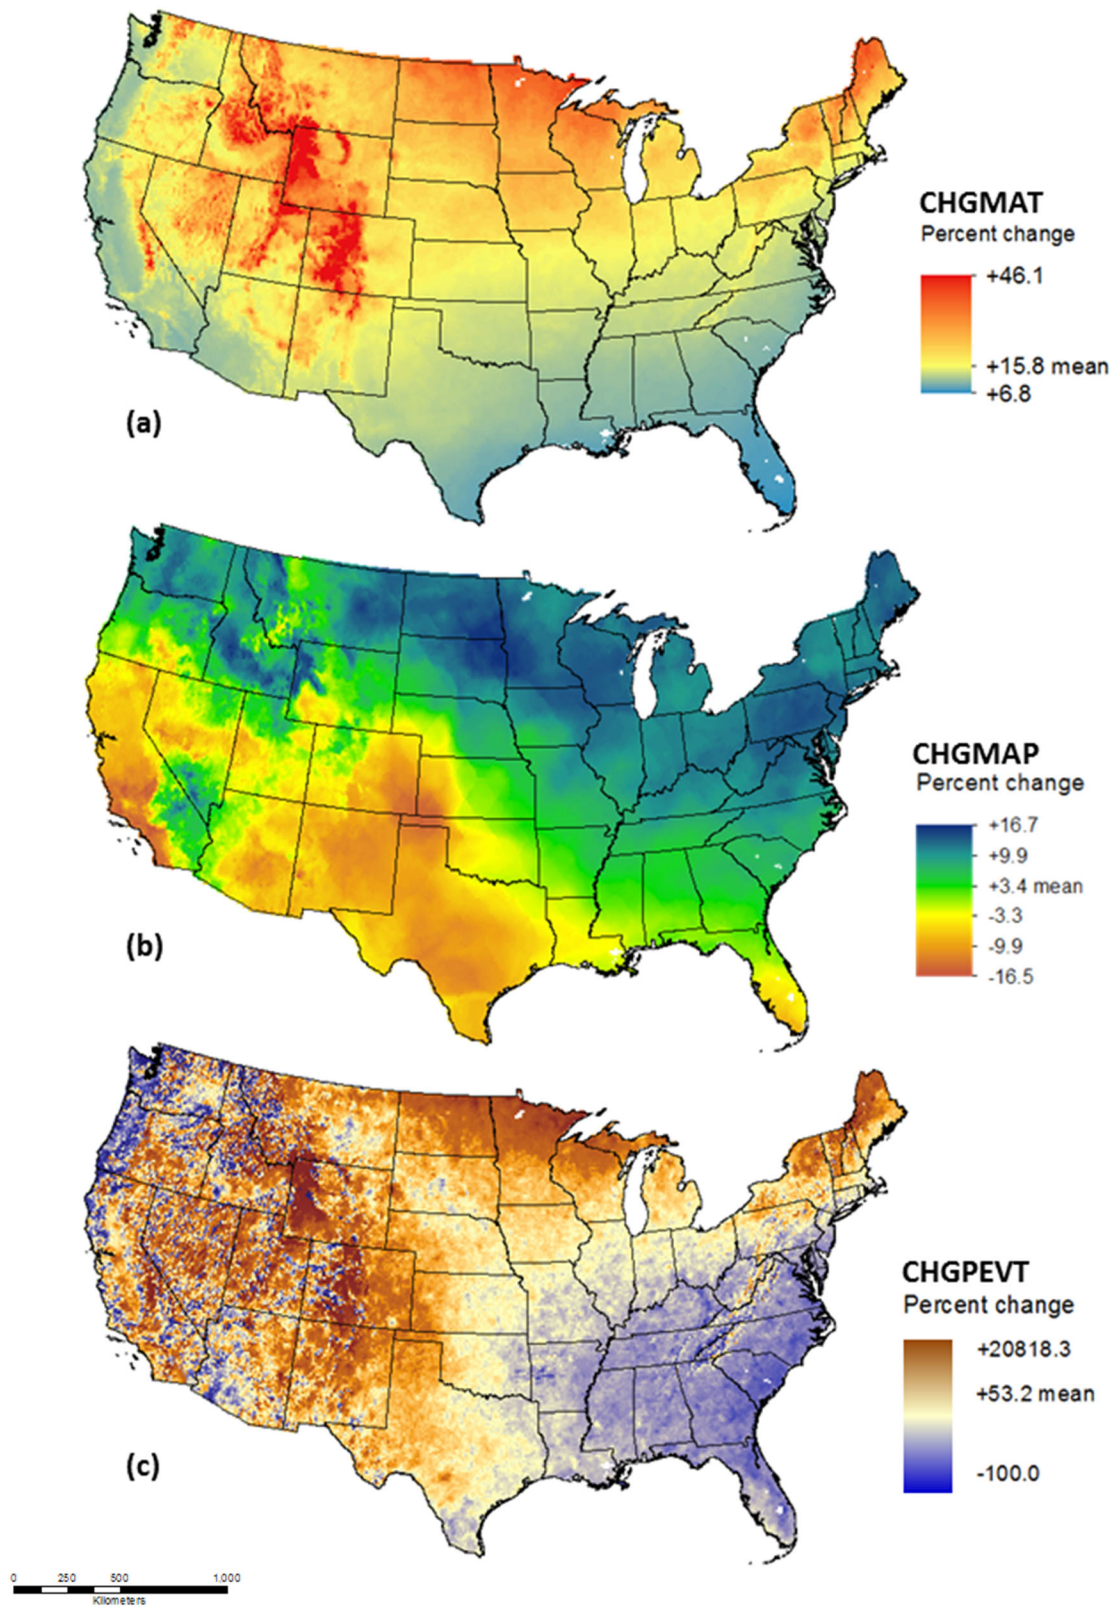 CHGMAT
Percent change
+46.1
+15.8 mean
+6.8
(a)
CHGMAP
Percent change
+16.7
+9.9
+3.4 mean
-3.3
-9.9
-16.5
(b)
CHGPEVT
Percent change
+20818.3
+53.2 mean
-100.0
(c)
0 250 500 1,000
Kilometers